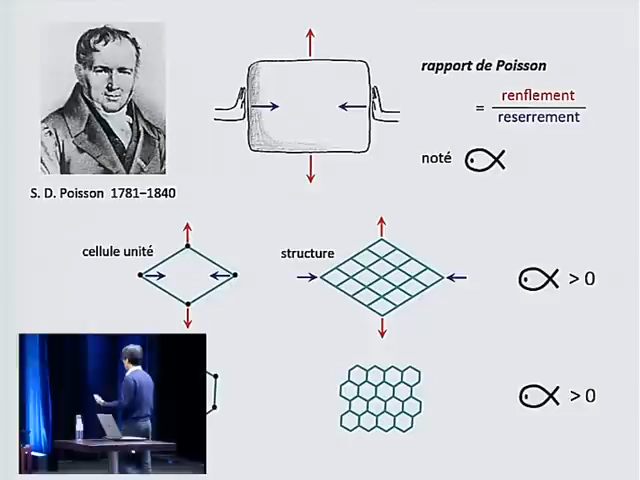 rapport de Poisson
= renflement
reserrement
noté
S. D. Poisson 1781–1840
cellule unité
structure
> 0
> 0